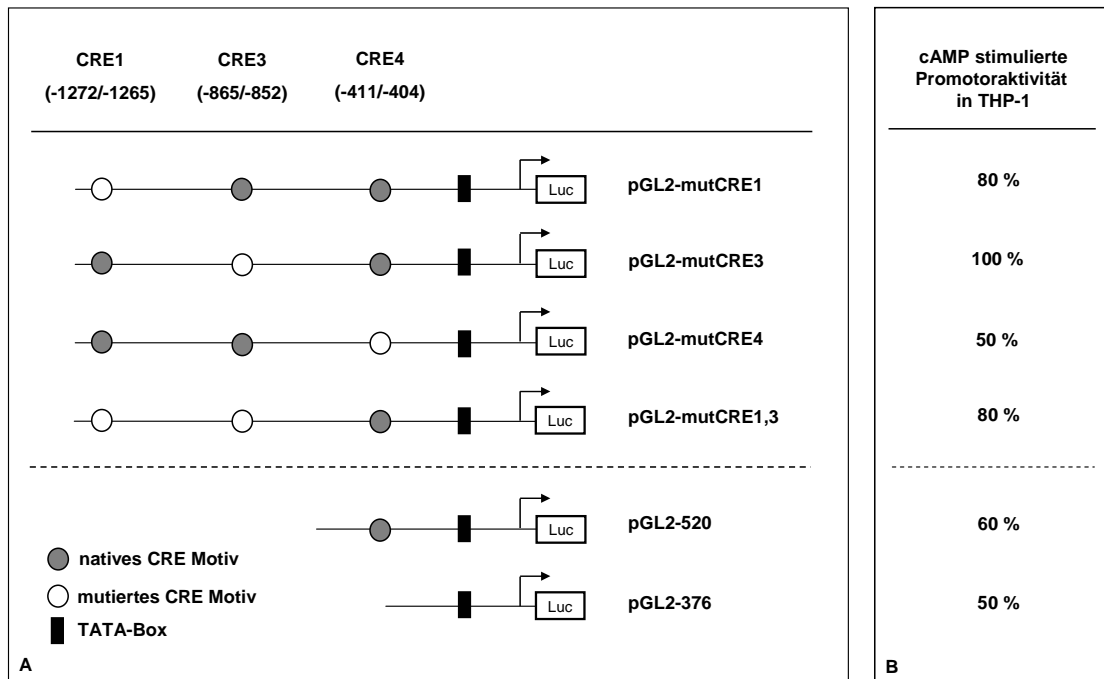 CRE1 CRE3 CRE4
(-1272/-1265) (-865/-852) (-411/-404)
cAMP stimulierte
Promotoraktivität
in THP-1
Luc pGL2-mutCRE1 80 %
Luc pGL2-mutCRE3 100 %
Luc pGL2-mutCRE4 50 %
Luc pGL2-mutCRE1,3 80 %
Luc pGL2-520 60 %
natives CRE Motiv
Luc pGL2-376 50 %
mutiertes CRE Motiv
TATA-Box
A B